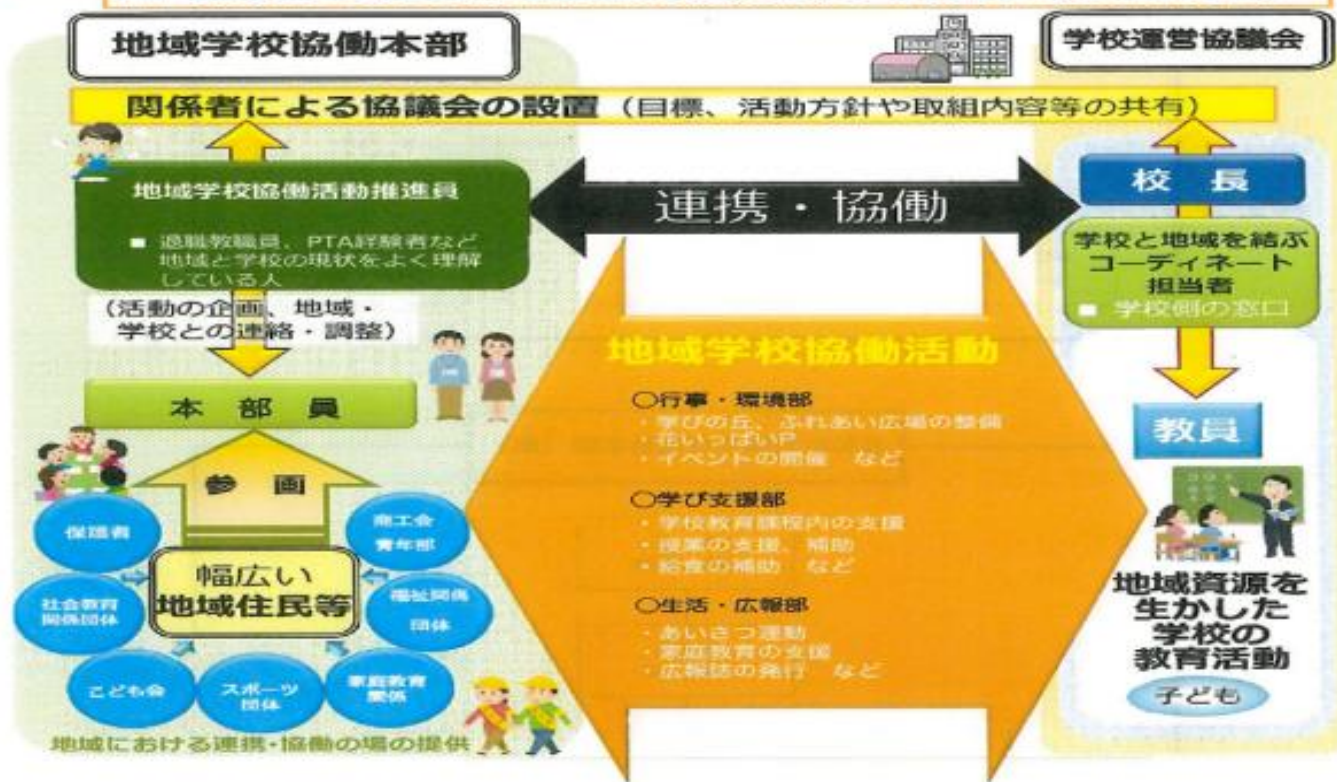 地域学校協働本部
学校運営協議会
関係者による協議会の設置（目標、活動方針や取組内容等の共有）
地域学校協働活動推進員
■ 退職教職員、PTA経験者など
地域と学校の現状をよく理解
している人
（活動の企画、地域・
学校との連絡・調整）
本部員
参画
保護者
商工会
青年部
社会教育
関係団体
幅広い
地域住民等
福祉関係
団体
こども会
スポーツ
団体
家庭教育
関係
地域における連携・協働の場の提供
連携・協働
地域学校協働活動
○行事・環境部
・学びの丘、ふれあい広場の整備
・花いっぱいP
・イベントの開催 など
○学び支援部
・学校教育課程内の支援
・授業の支援、補助
・給食の補助 など
○生活・広報部
・あいさつ運動
・家庭教育の支援
・広報誌の発行 など
校長
学校と地域を結ぶ
コーディネート
担当者
■ 学校側の窓口
教員
地域資源を
生かした
学校の
教育活動
子ども